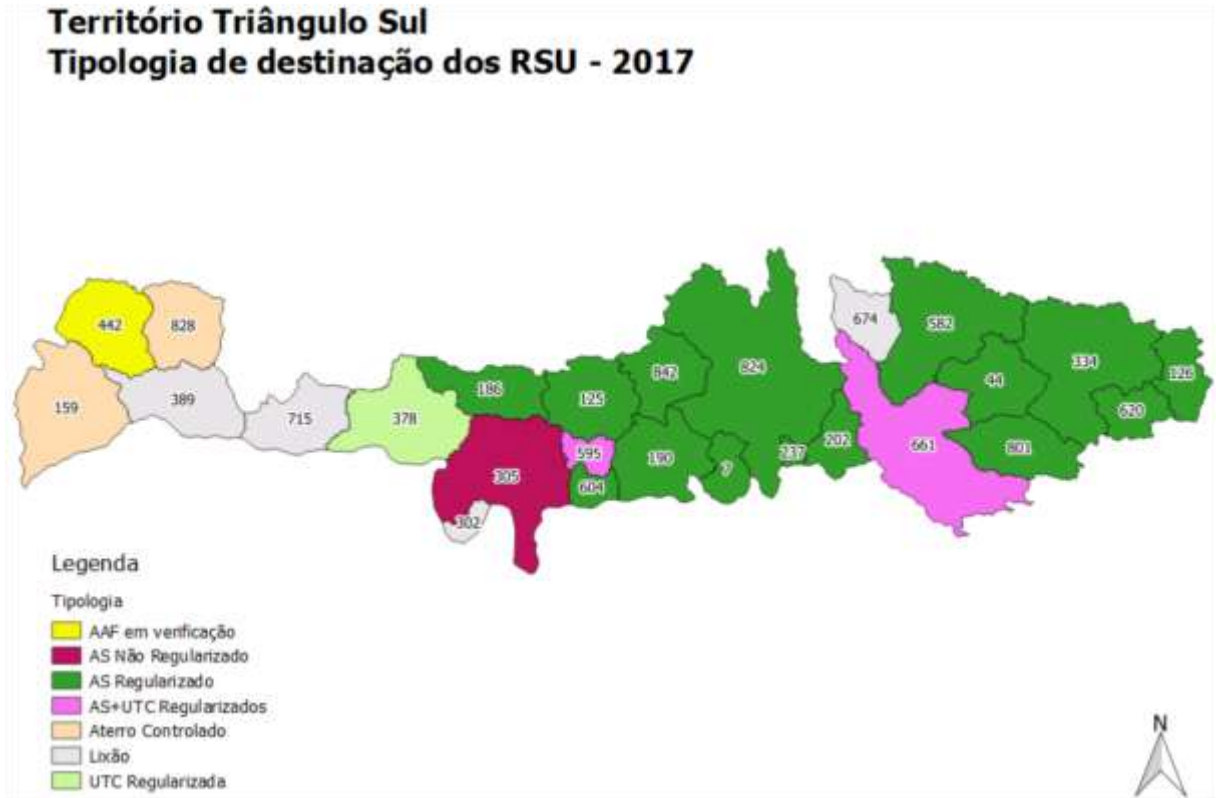 Território Triângulo Sul
Tipologia de destinação dos RSU - 2017
674
442
828
582
334
824
842
126
186
44
389
125
159
620
715
378
202
661
801
595
237
190
7
305
604
302
N
Legenda
Tipologia
AAF em verificação
AS Não Regularizado
AS Regularizado
AS+UTC Regularizados
Aterro Controlado
Lixão
UTC Regularizada